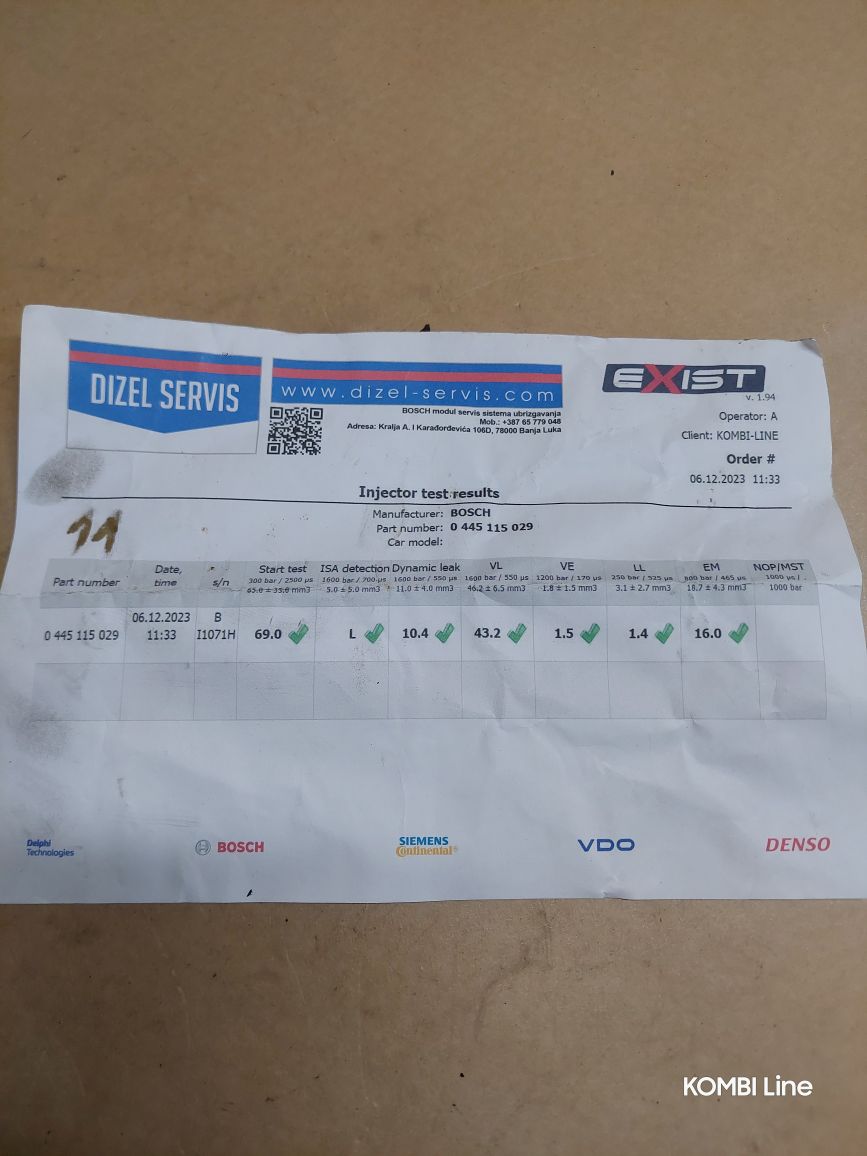 DIZEL SERVIS
www.dizel-servis.com
BOSCH modul servis sistema ubrizgavanja
Mob.: +387 65 779 048
Adresa: Kralja A. I Karađorđevića 106D, 78000 Banja Luka
EXIST
v. 1.94
Operator: A
Client: KOMBI-LINE
Order #
06.12.2023 11:33
Injector test results
Manufacturer: BOSCH
Part number: 0 445 115 029
Car model:
11
Part number Date, time s/n Start test ISA detection Dynamic leak VL VE LL EM NOP/MST
300 bar / 2500 µs 1600 bar / 700 µs 1600 bar / 550 µs 1600 bar / 550 µs 1200 bar / 170 µs 250 bar / 525 µs 800 bar / 465 µs 1000 µs /
65.0 ± 35.0 mm3 5.0 ± 5.0 mm3 11.0 ± 4.0 mm3 46.2 ± 6.5 mm3 1.8 ± 1.5 mm3 3.1 ± 2.7 mm3 18.7 ± 4.3 mm3 1000 bar
0 445 115 029 06.12.2023 11:33 B I1071H 69.0 L 10.4 43.2 1.5 1.4 16.0
Delphi Technologies
BOSCH
SIEMENS
Continental
VDO
DENSO
KOMBI Line